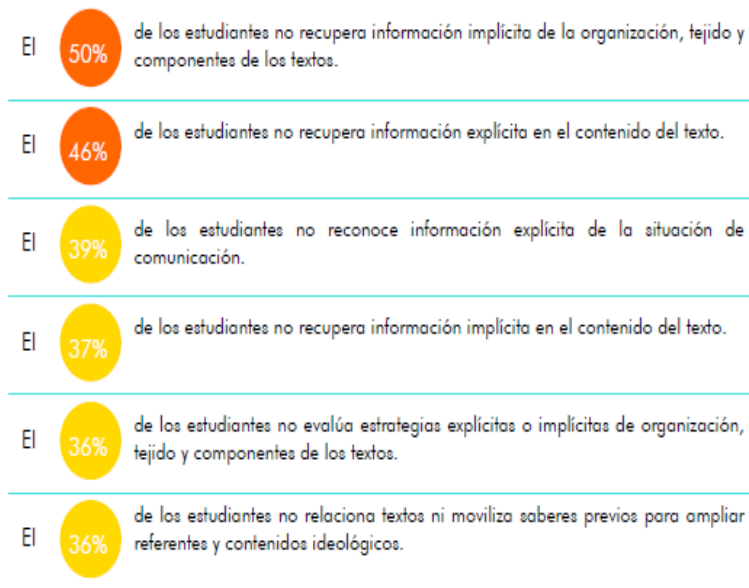 El 50% de los estudiantes no recupera información implícita de la organización, tejido y
componentes de los textos.
El 46% de los estudiantes no recupera información explícita en el contenido del texto.
El 39% de los estudiantes no reconoce información explícita de la situación de
comunicación.
El 37% de los estudiantes no recupera información implícita en el contenido del texto.
El 36% de los estudiantes no evalúa estrategias explícitas o implícitas de organización,
tejido y componentes de los textos.
El 36% de los estudiantes no relaciona textos ni moviliza saberes previos para ampliar
referentes y contenidos ideológicos.